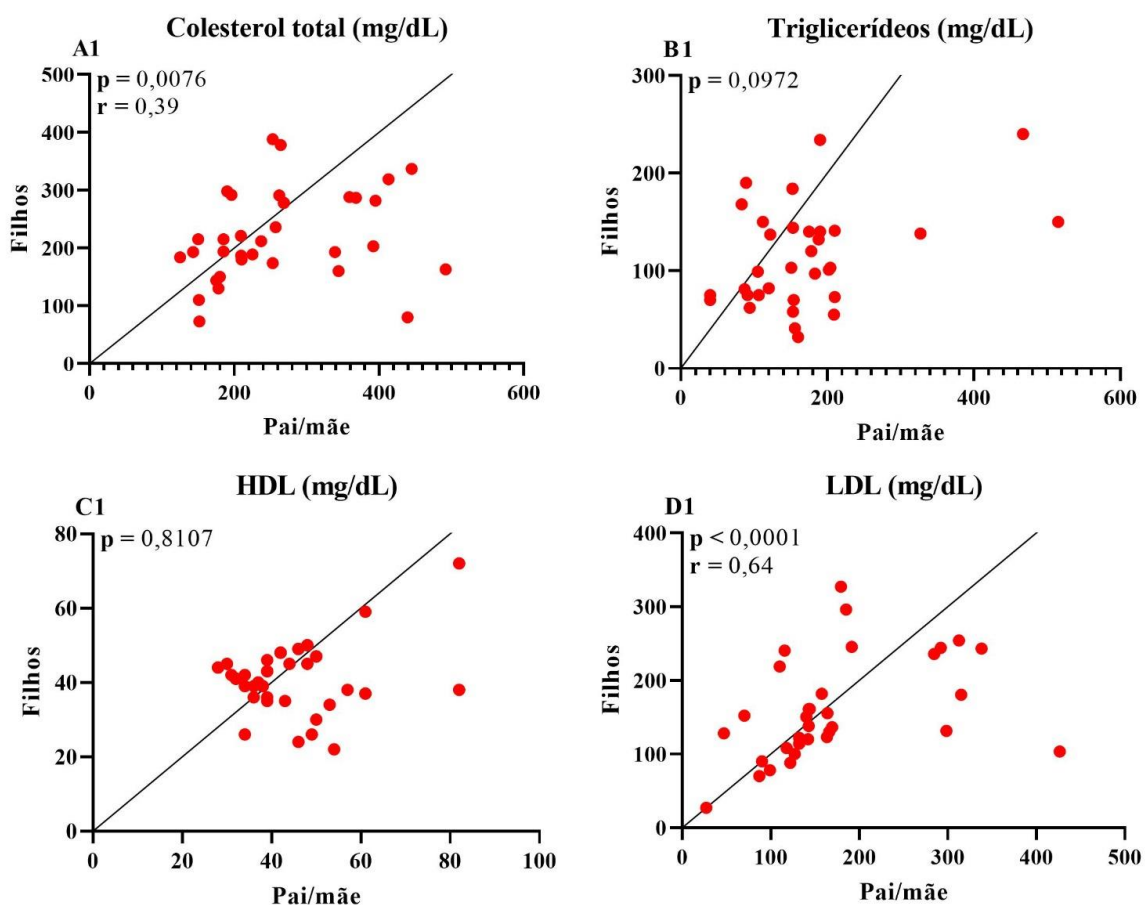 Colesterol total (mg/dL)
A1
p = 0,0076
r = 0,39
500
400
300
200
100
0
Filhos
0 200 400 600
Pai/mãe
Triglicerídeos (mg/dL)
B1
p = 0,0972
300
200
100
0
Filhos
0 200 400 600
Pai/mãe
HDL (mg/dL)
C1
p = 0,8107
80
60
40
20
0
Filhos
0 20 40 60 80 100
Pai/mãe
LDL (mg/dL)
D1
p < 0,0001
r = 0,64
400
300
200
100
0
Filhos
0 100 200 300 400 500
Pai/mãe